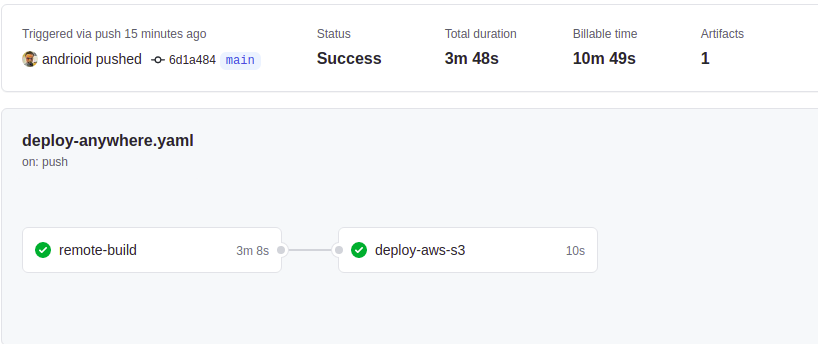 Triggered via push 15 minutes ago
andrioid pushed 6d1a484 main
Status
Success
Total duration
3m 48s
Billable time
10m 49s
Artifacts
1
deploy-anywhere.yaml
on: push
remote-build 3m 8s
deploy-aws-s3 10s